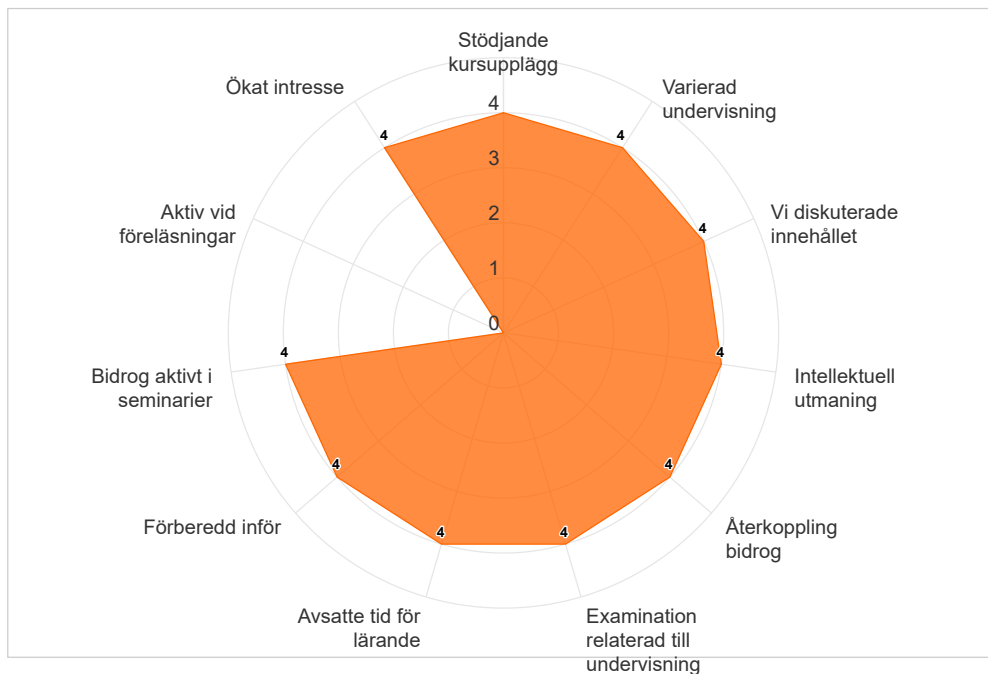 Stödjande
kursupplägg
Varierad
undervisning
Vi diskuterade
innehållet
Intellektuell
utmaning
Återkoppling
bidrog
Examination
relaterad till
undervisning
Avsatte tid för
lärande
Förberedd inför
Bidrog aktivt i
seminarier
Aktiv vid
föreläsningar
Ökat intresse
4
3
2
1
0
4
4
4
4
4
4
4
4
4